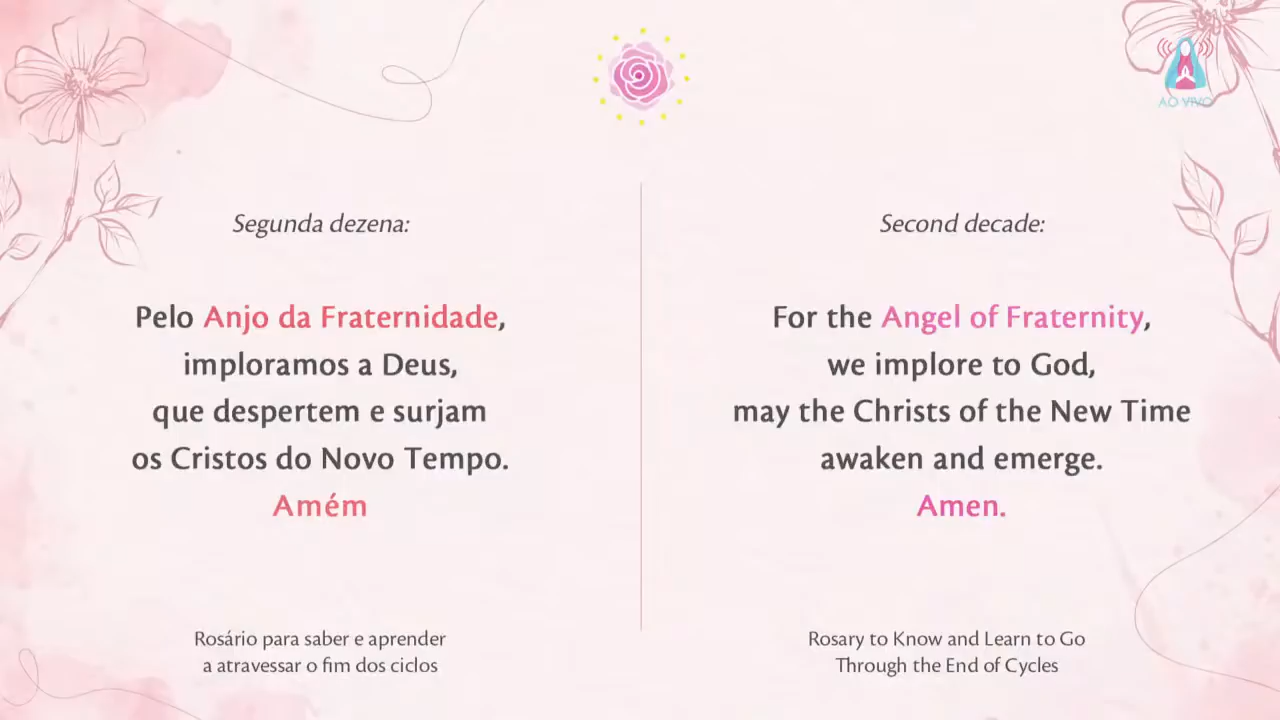 AO VIVO
Segunda dezena:
Pelo Anjo da Fraternidade,
imploramos a Deus,
que despertem e surjam
os Cristos do Novo Tempo.
Amém
Rosário para saber e aprender
a atravessar o fim dos ciclos
Second decade:
For the Angel of Fraternity,
we implore to God,
may the Christs of the New Time
awaken and emerge.
Amen.
Rosary to Know and Learn to Go
Through the End of Cycles